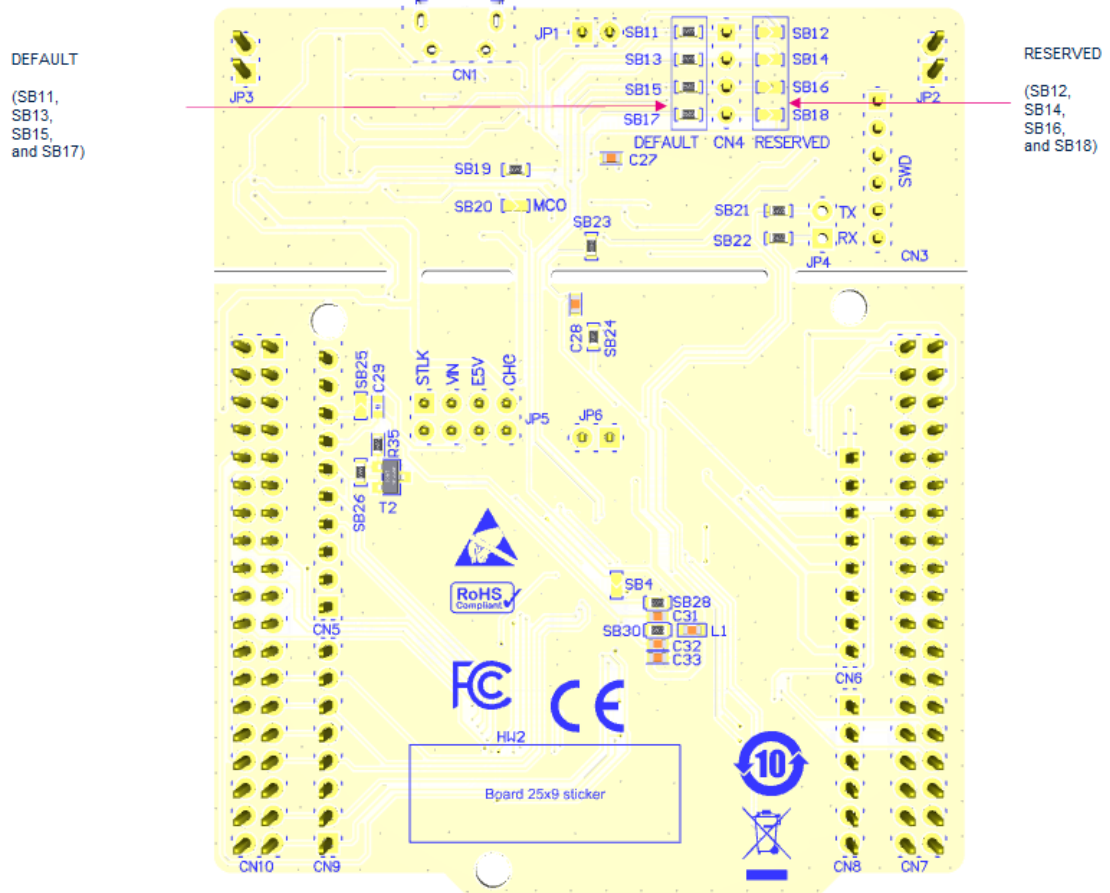 DEFAULT
(SB11,
SB13,
SB15,
and SB17)
RESERVED
(SB12,
SB14,
SB16,
and SB18)
JP3
CN1
JP1
SB11
SB12
SB13
SB14
SB15
SB16
SB17
SB18
JP2
DEFAULT
CN4
RESERVED
C27
SB19
SB20
MCO
SB23
SB21
TX
SB22
RX
JP4
SWD
CN3
C28
SB24
SB25
C29
STLK
VIN
E5V
CHG
JP5
JP6
R35
SB26
T2
SB4
RoHS
Compliant
SB28
C31
SB30
L1
C32
C33
CN5
CN6
FC
CE
HW2
Board 25x9 sticker
10
CN10
CN9
CN8
CN7